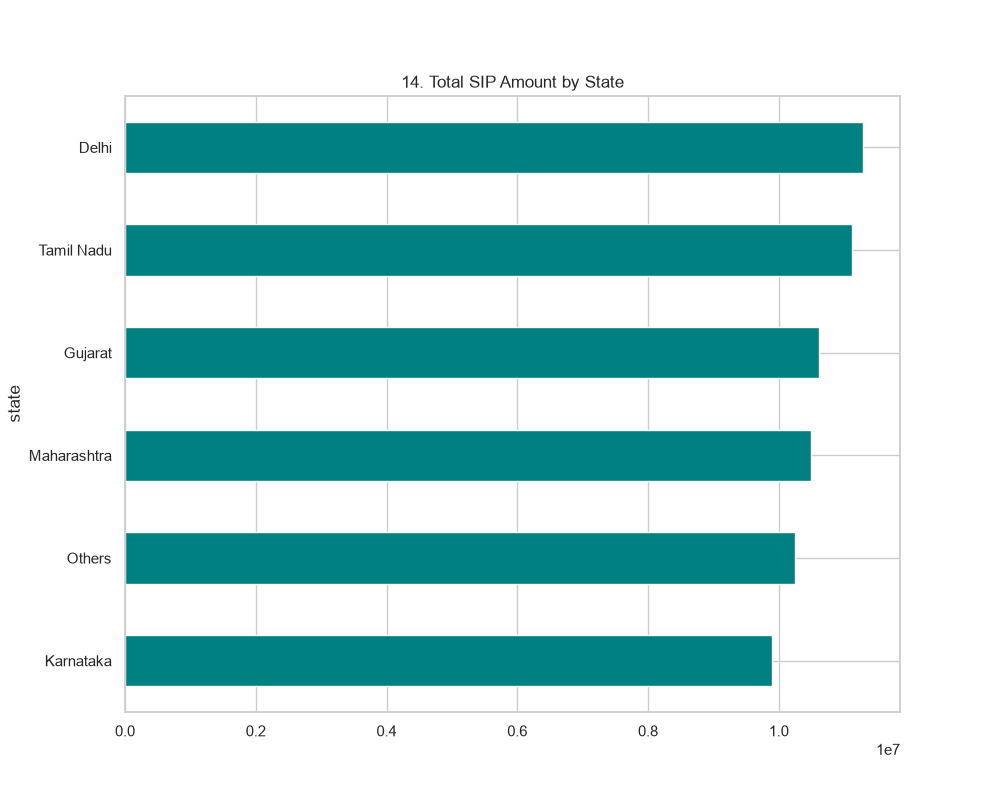 14. Total SIP Amount by State
Delhi
Tamil Nadu
Gujarat
state
Maharashtra
Others
Karnataka
0.0 0.2 0.4 0.6 0.8 1.0
1e7